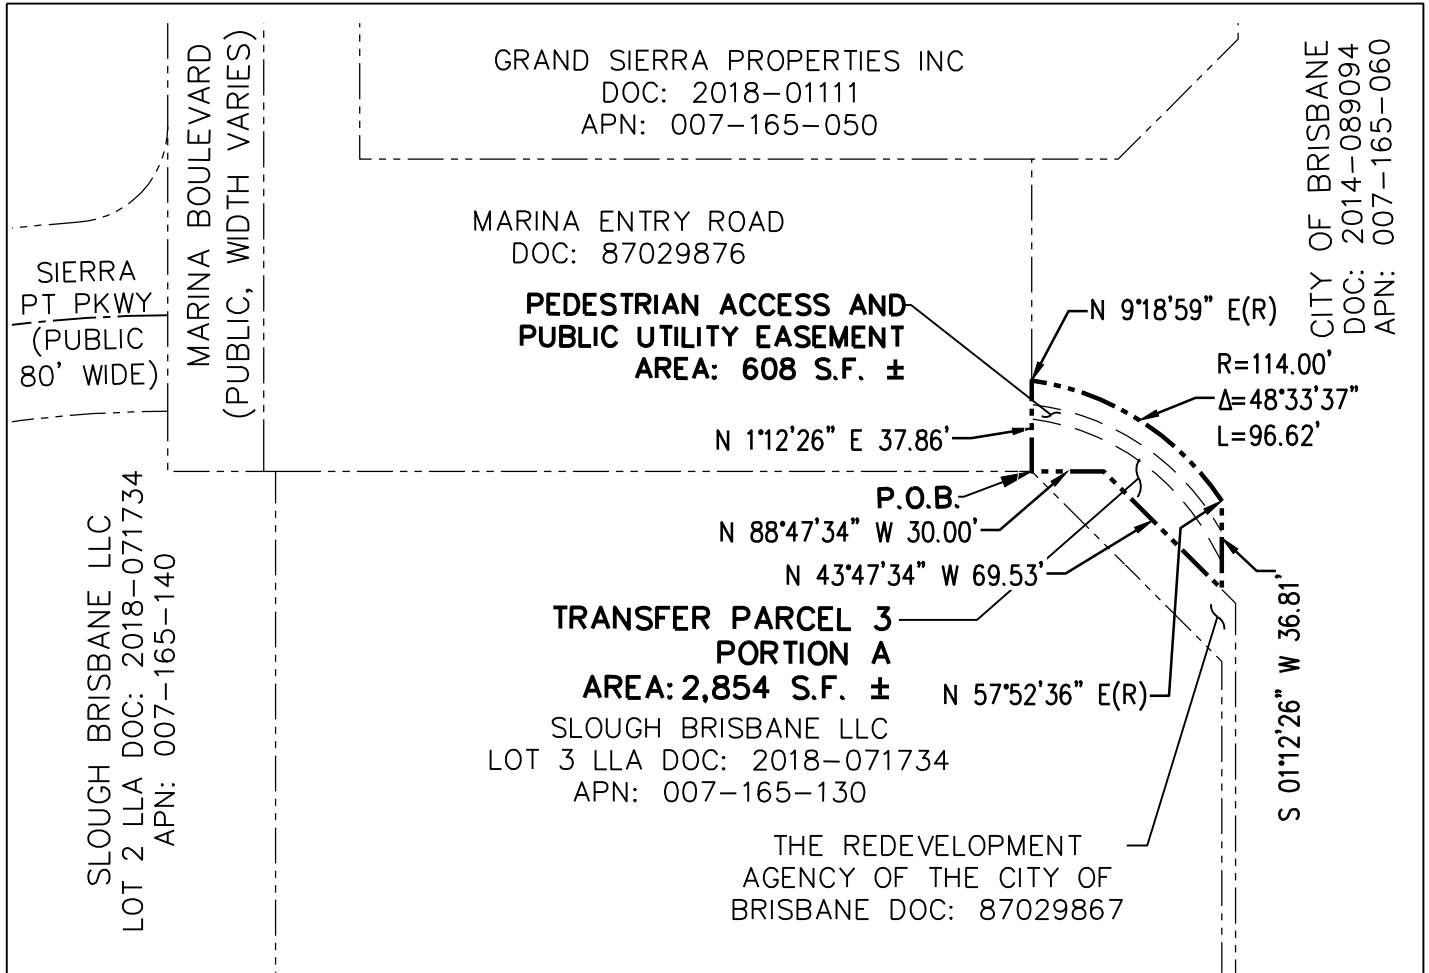 GRAND SIERRA PROPERTIES INC
DOC: 2018-01111
APN: 007-165-050
MARINA BOULEVARD
(PUBLIC, WIDTH VARIES)
CITY OF BRISBANE
DOC: 2014-089094
APN: 007-165-060
MARINA ENTRY ROAD
DOC: 87029876
SIERRA
PT PKWY
(PUBLIC
80' WIDE)
PEDESTRIAN ACCESS AND
PUBLIC UTILITY EASEMENT
AREA: 608 S.F. ±
N 9°18'59" E(R)
R=114.00'
Δ=48°33'37"
L=96.62'
N 1°12'26" E 37.86'
P.O.B.
N 88°47'34" W 30.00'
N 43°47'34" W 69.53'
TRANSFER PARCEL 3
PORTION A
AREA: 2,854 S.F. ±
N 57°52'36" E(R)
S 01°12'26" W 36.81'
SLOUGH BRISBANE LLC
LOT 2 LLA DOC: 2018-071734
APN: 007-165-140
SLOUGH BRISBANE LLC
LOT 3 LLA DOC: 2018-071734
APN: 007-165-130
THE REDEVELOPMENT
AGENCY OF THE CITY OF
BRISBANE DOC: 87029867